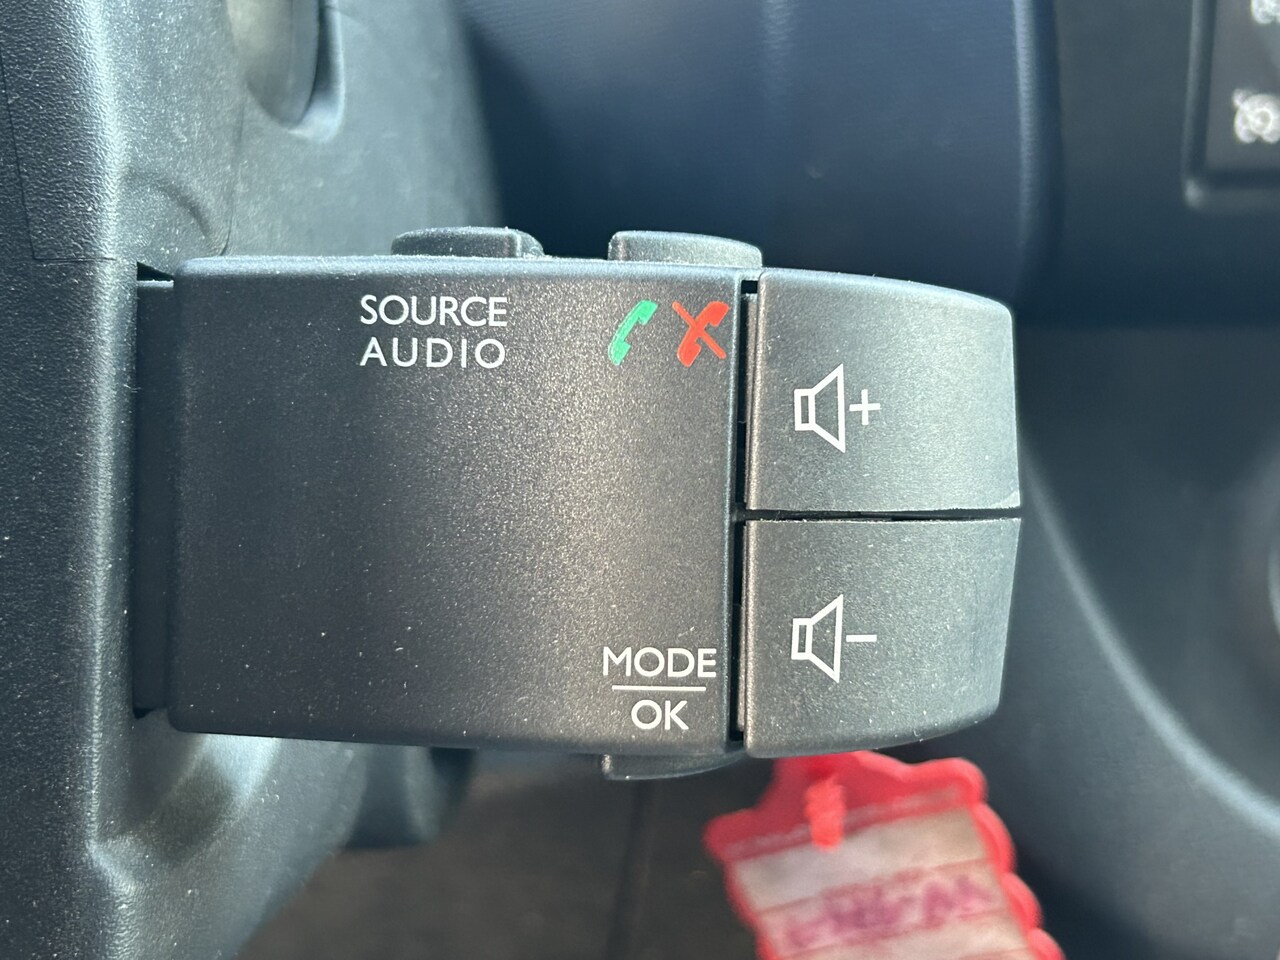 SOURCE
AUDIO
+
MODE
OK
-